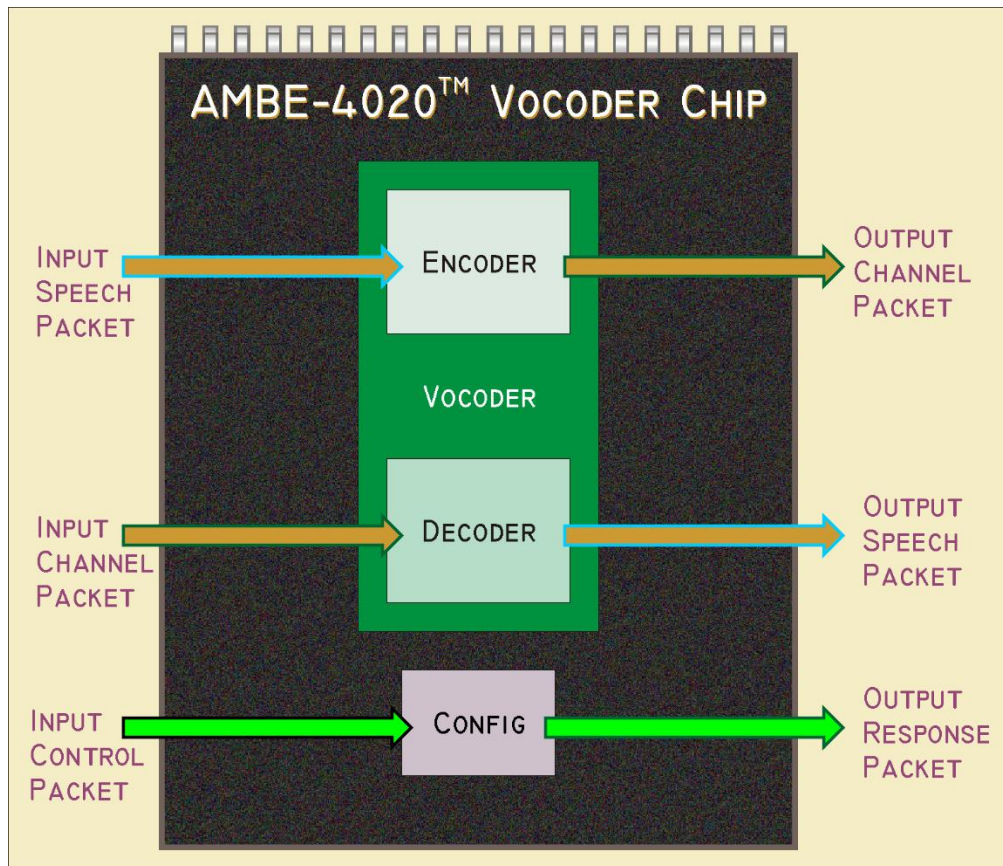 AMBE-4020™ VOCODER CHIP
INPUT
SPEECH
PACKET
ENCODER
OUTPUT
CHANNEL
PACKET
VOCODER
INPUT
CHANNEL
PACKET
DECODER
OUTPUT
SPEECH
PACKET
INPUT
CONTROL
PACKET
CONFIG
OUTPUT
RESPONSE
PACKET